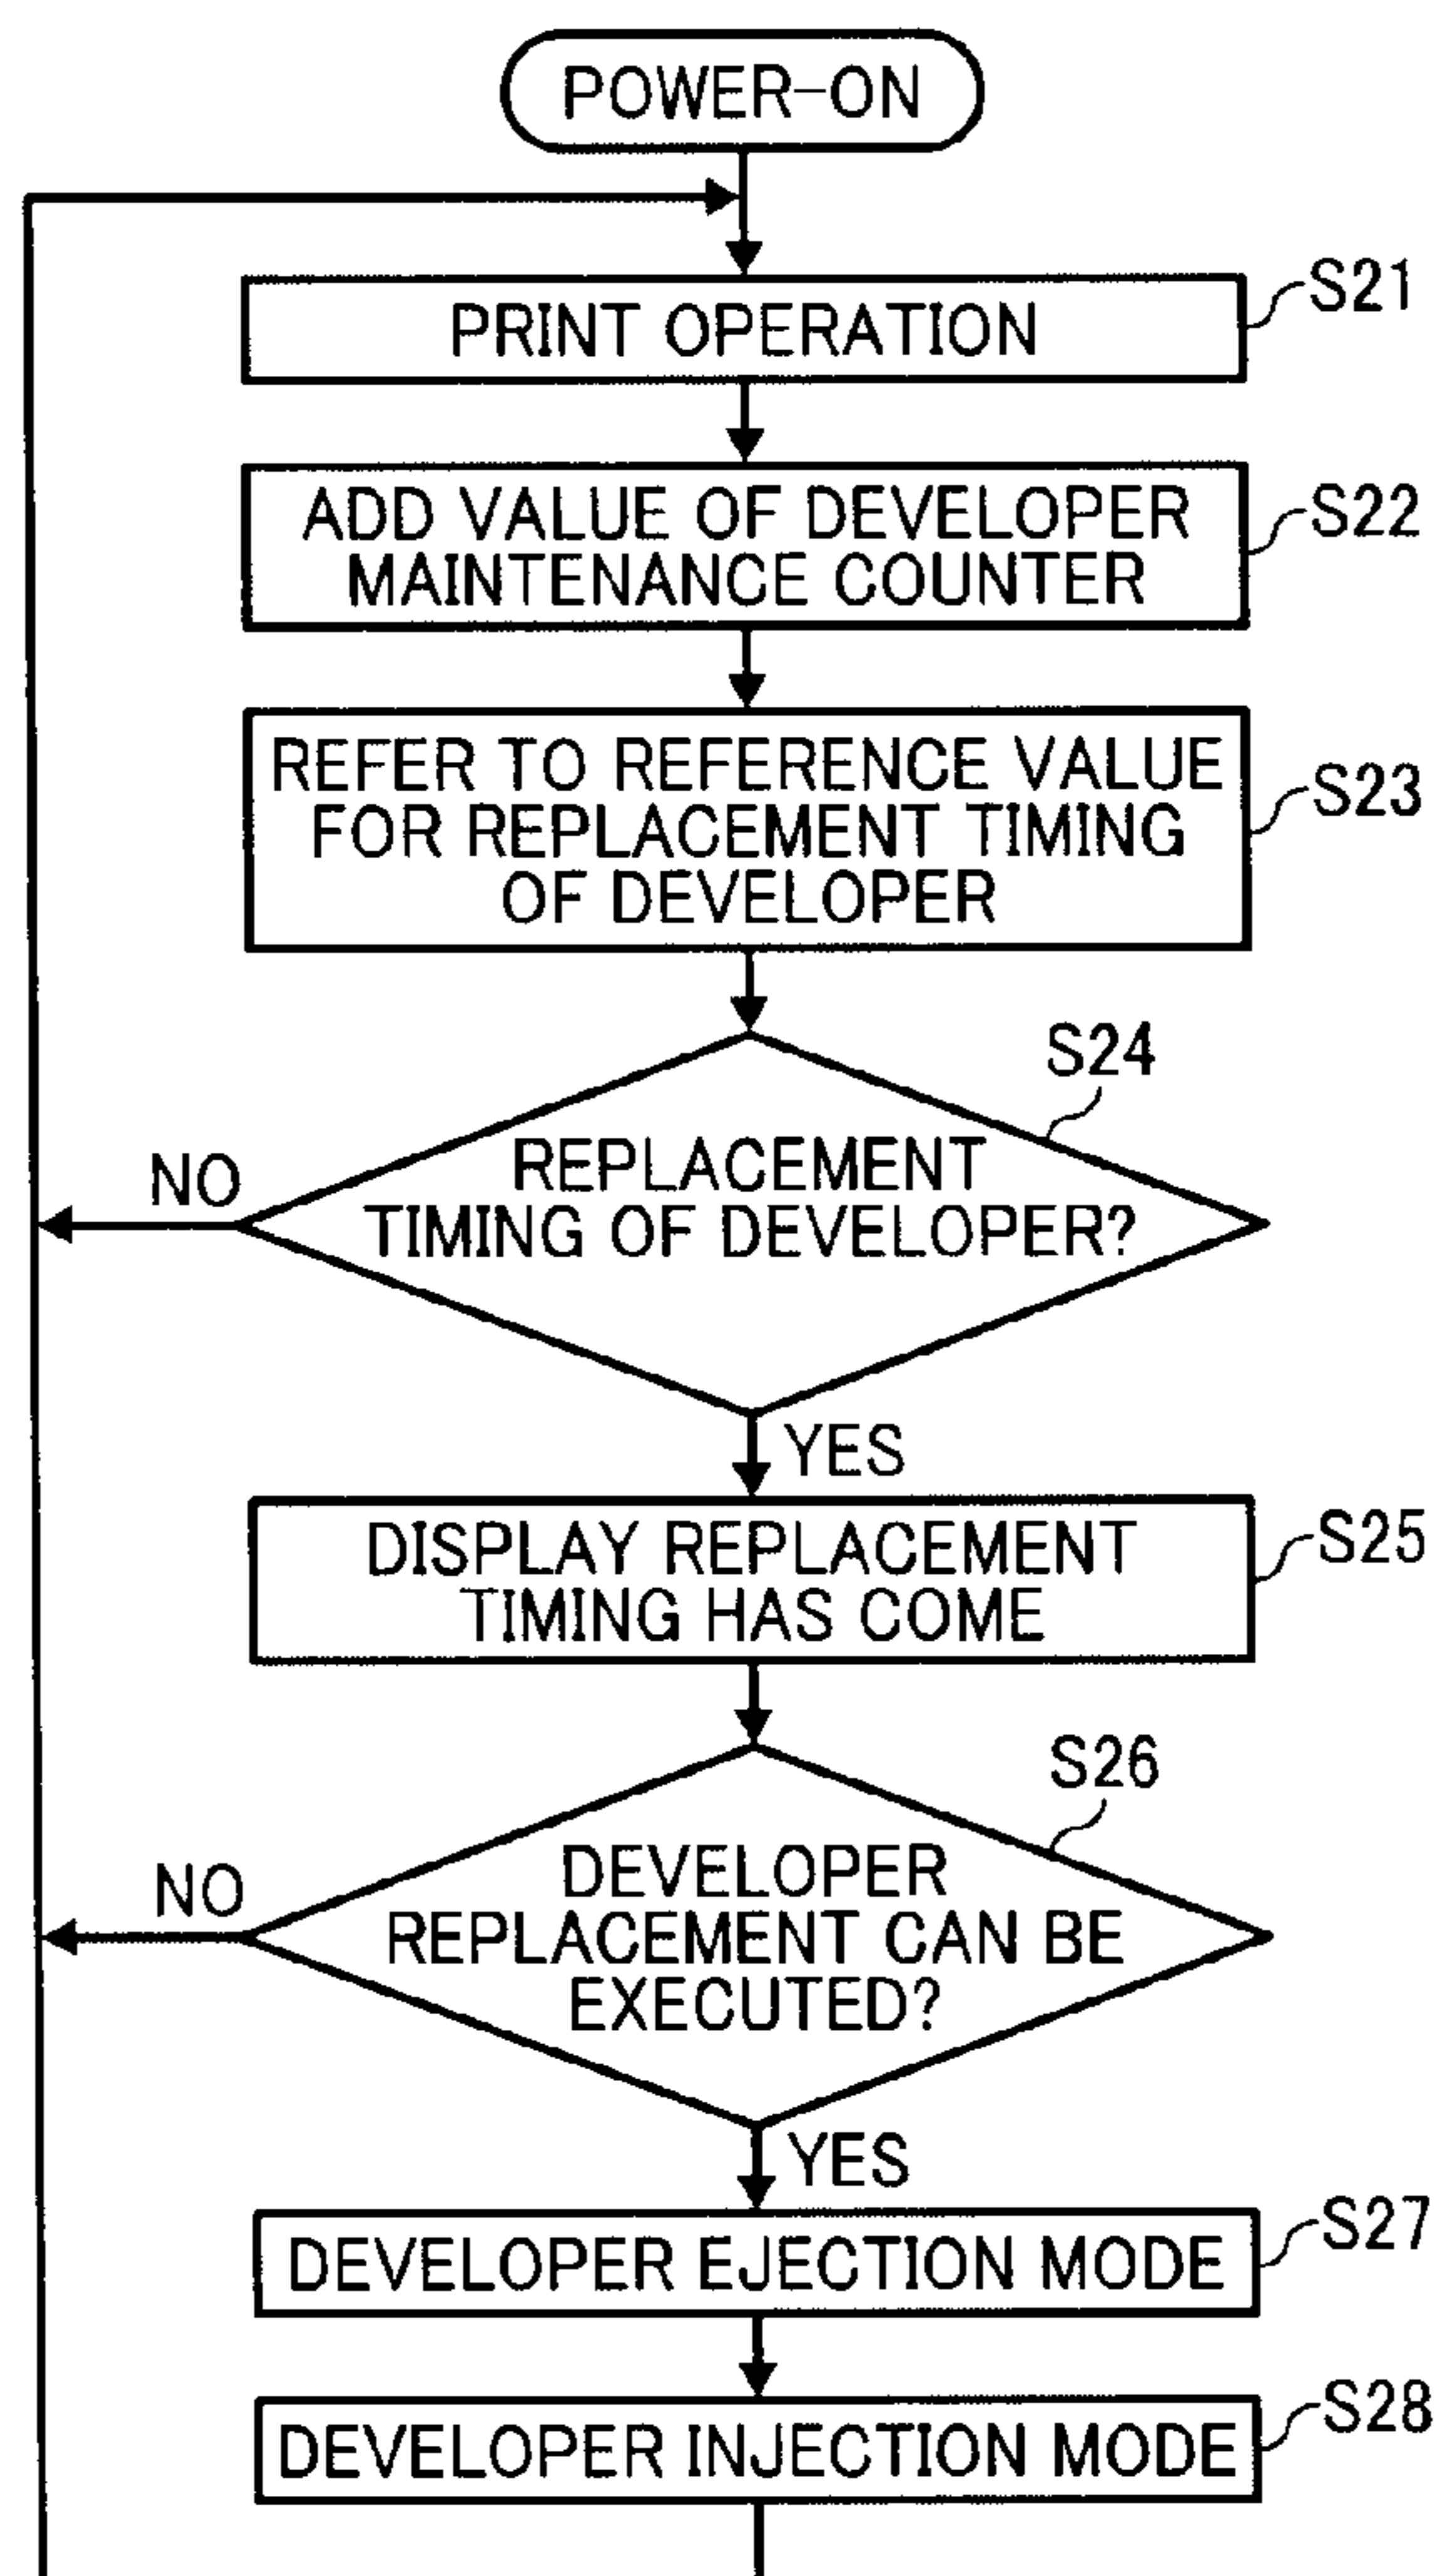 POWER-ON
PRINT OPERATION
S21
ADD VALUE OF DEVELOPER
MAINTENANCE COUNTER
S22
REFER TO REFERENCE VALUE
FOR REPLACEMENT TIMING
OF DEVELOPER
S23
S24
REPLACEMENT
TIMING OF DEVELOPER?
NO
YES
DISPLAY REPLACEMENT
TIMING HAS COME
S25
S26
DEVELOPER
REPLACEMENT CAN BE
EXECUTED?
NO
YES
DEVELOPER EJECTION MODE
S27
DEVELOPER INJECTION MODE
S28